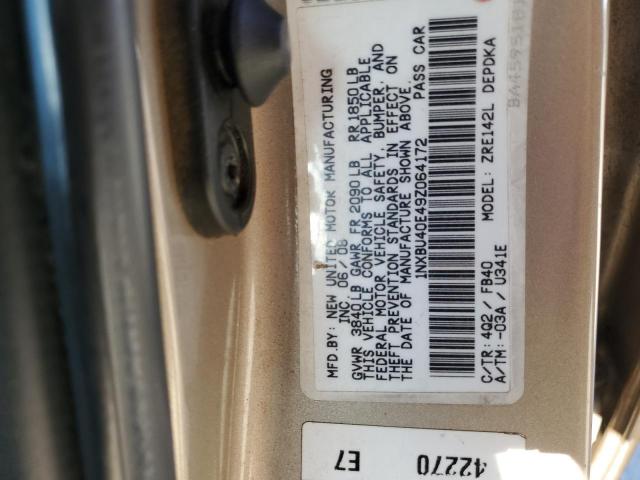 MFD BY: NEW UNITED MOTOR MANUFACTURING
INC. 06/08
GVWR 3840LB GAWR FR 2090LB RR1850LB
THIS VEHICLE CONFORMS TO ALL APPLICABLE
FEDERAL MOTOR VEHICLE SAFETY, BUMPER, AND
THEFT PREVENTION STANDARDS IN EFFECT ON
THE DATE OF MANUFACTURE SHOWN ABOVE.
1NXBU40E49Z064172 PASS CAR
C/TR: 4Q2 / FB40 MODEL: ZRE142L DEPDKA
A/TM: -03A / U341E
42270 E7